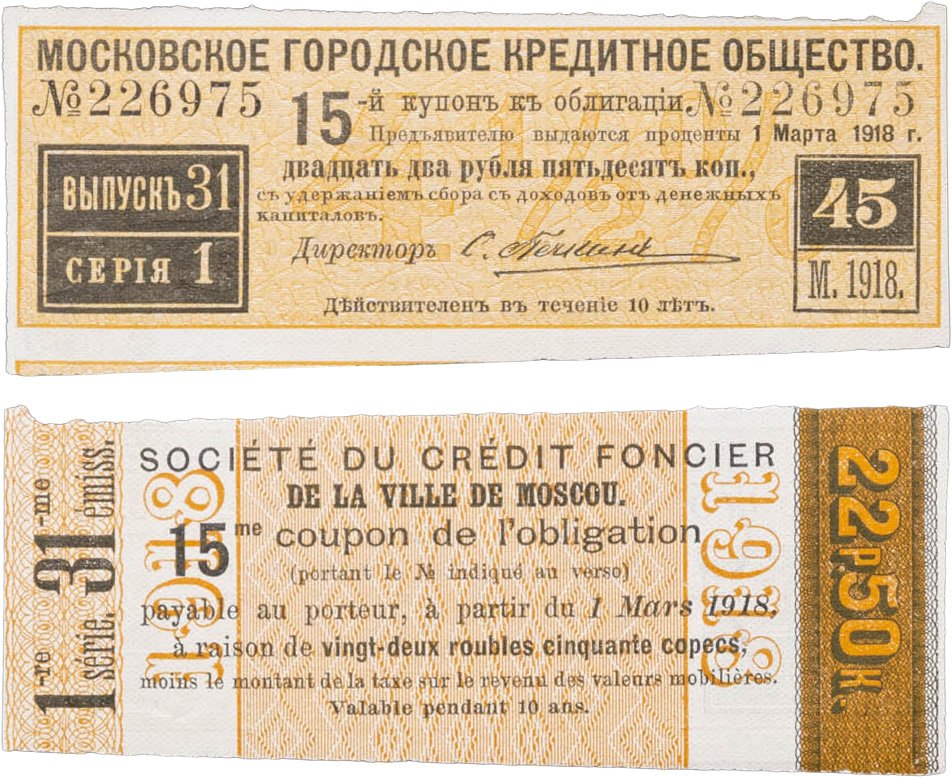 МОСКОВСКОЕ ГОРОДСКОЕ КРЕДИТНОЕ ОБЩЕСТВО.
№226975
15-й купонъ къ облигаціи №226975
Предъявителю выдаются проценты 1 Марта 1918 г.
двадцать два рубля пятьдесятъ коп.,
съ удержаніемъ сбора съ доходовъ отъ денежныхъ
капиталовъ.
ВЫПУСКЪ 31
СЕРІЯ 1
45
М. 1918.
Директоръ
Дѣйствителенъ въ теченіе 10 лѣтъ.
1-re série. 31-me émiss.
1918
SOCIÉTÉ DU CRÉDIT FONCIER
DE LA VILLE DE MOSCOU.
15me coupon de l'obligation
(portant le № indiqué au verso)
payable au porteur, à partir du 1 Mars 1918,
à raison de vingt-deux roubles cinquante copecs,
moins le montant de la taxe sur le revenu des valeurs mobilières.
Valable pendant 10 ans.
1918
22Р.50К.